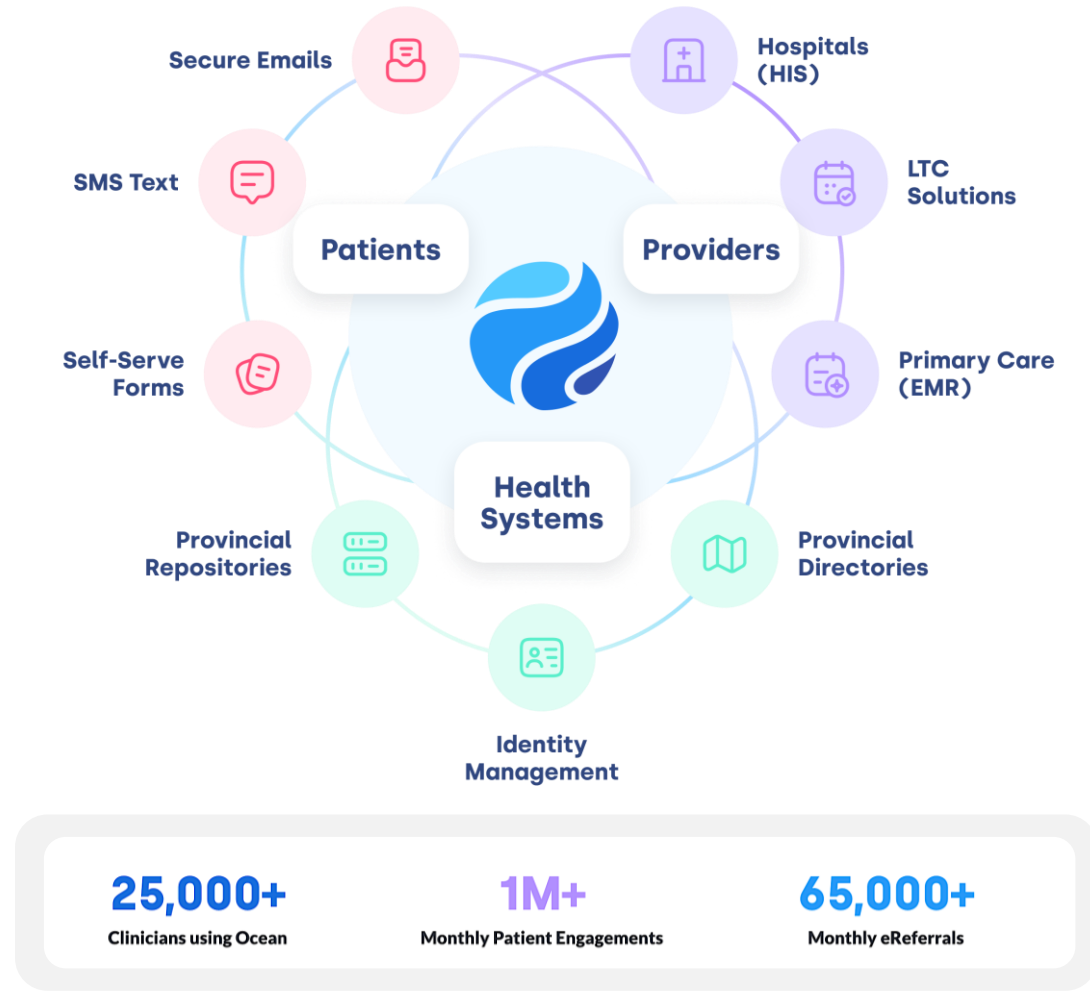 Secure Emails
Hospitals
(HIS)
SMS Text
LTC
Solutions
Patients
Providers
Self-Serve
Forms
Primary Care
(EMR)
Health
Systems
Provincial
Repositories
Provincial
Directories
Identity
Management
25,000+
Clinicians using Ocean
1M+
Monthly Patient Engagements
65,000+
Monthly eReferrals